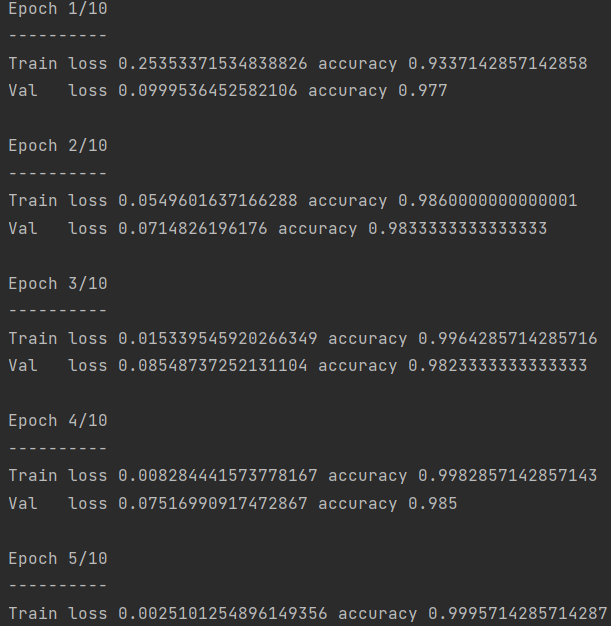 Epoch 1/10
----------
Train loss 0.25353371534838826 accuracy 0.9337142857142858
Val   loss 0.0999536452582106 accuracy 0.977
Epoch 2/10
----------
Train loss 0.0549601637166288 accuracy 0.9860000000000001
Val   loss 0.0714826196176 accuracy 0.9833333333333333
Epoch 3/10
----------
Train loss 0.015339545920266349 accuracy 0.9964285714285716
Val   loss 0.08548737252131104 accuracy 0.9823333333333333
Epoch 4/10
----------
Train loss 0.008284441573778167 accuracy 0.9982857142857143
Val   loss 0.07516990917472867 accuracy 0.985
Epoch 5/10
----------
Train loss 0.0025101254896149356 accuracy 0.9995714285714287